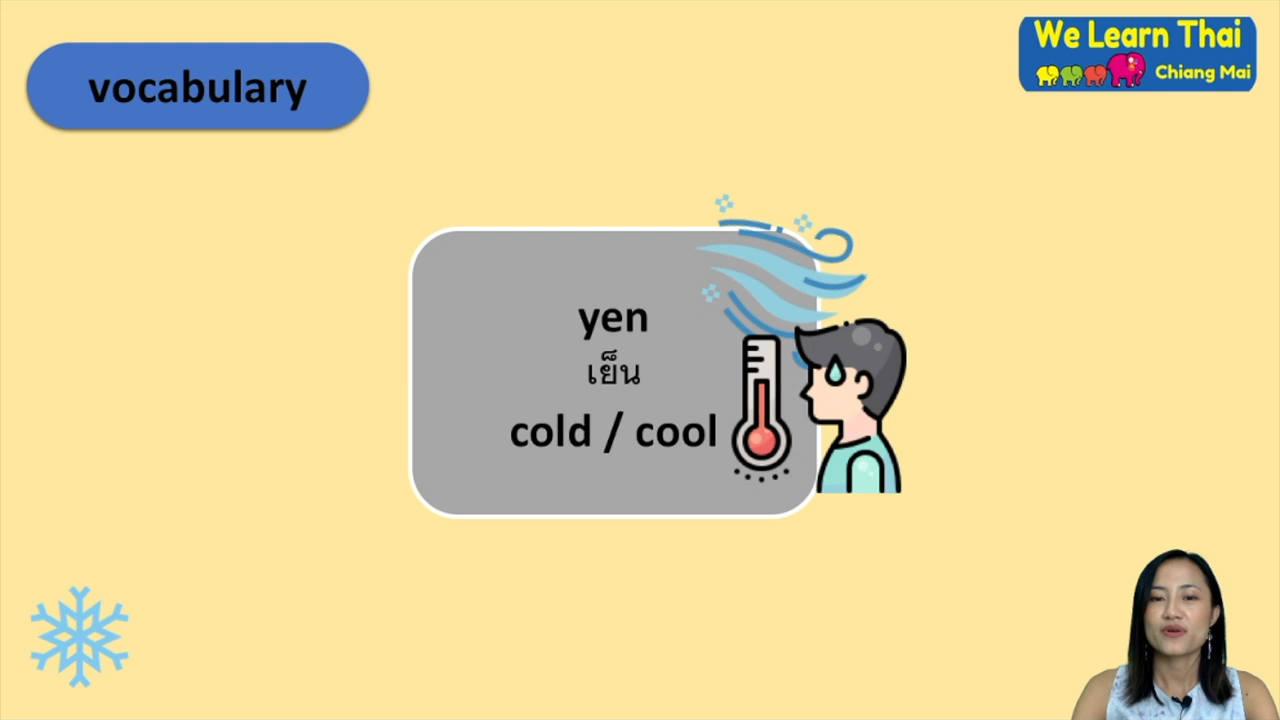 vocabulary
We Learn Thai
Chiang Mai
yen
เย็น
cold / cool